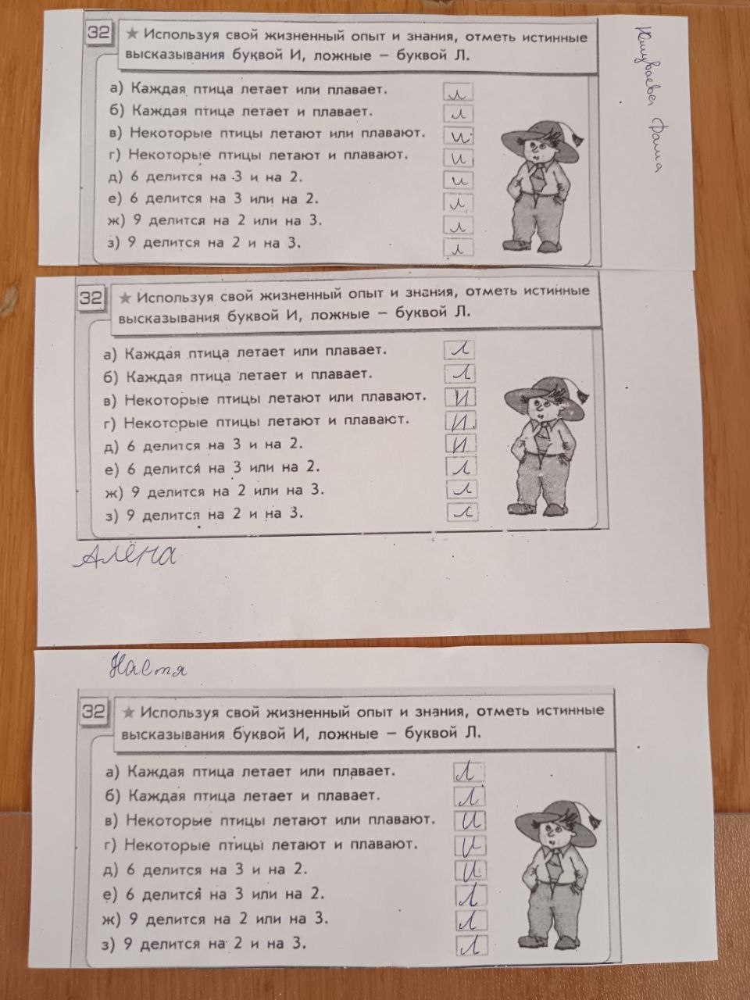 32
★ Используя свой жизненный опыт и знания, отметь истинные
высказывания буквой И, ложные – буквой Л.
а) Каждая птица летает или плавает. л
б) Каждая птица летает и плавает. л
в) Некоторые птицы летают или плавают. и
г) Некоторые птицы летают и плавают. и
д) 6 делится на 3 и на 2. и
е) 6 делится на 3 или на 2. л
ж) 9 делится на 2 или на 3. л
з) 9 делится на 2 и на 3. л
32
★ Используя свой жизненный опыт и знания, отметь истинные
высказывания буквой И, ложные – буквой Л.
а) Каждая птица летает или плавает. Л
б) Каждая птица летает и плавает. Л
в) Некоторые птицы летают или плавают. И
г) Некоторые птицы летают и плавают. И
д) 6 делится на 3 и на 2. И
е) 6 делится на 3 или на 2. Л
ж) 9 делится на 2 или на 3. Л
з) 9 делится на 2 и на 3. Л
Алёна
Настя
32
★ Используя свой жизненный опыт и знания, отметь истинные
высказывания буквой И, ложные – буквой Л.
а) Каждая птица летает или плавает. Л
б) Каждая птица летает и плавает. Л
в) Некоторые птицы летают или плавают. И
г) Некоторые птицы летают и плавают. И
д) 6 делится на 3 и на 2. И
е) 6 делится на 3 или на 2. Л
ж) 9 делится на 2 или на 3. Л
з) 9 делится на 2 и на 3. Л